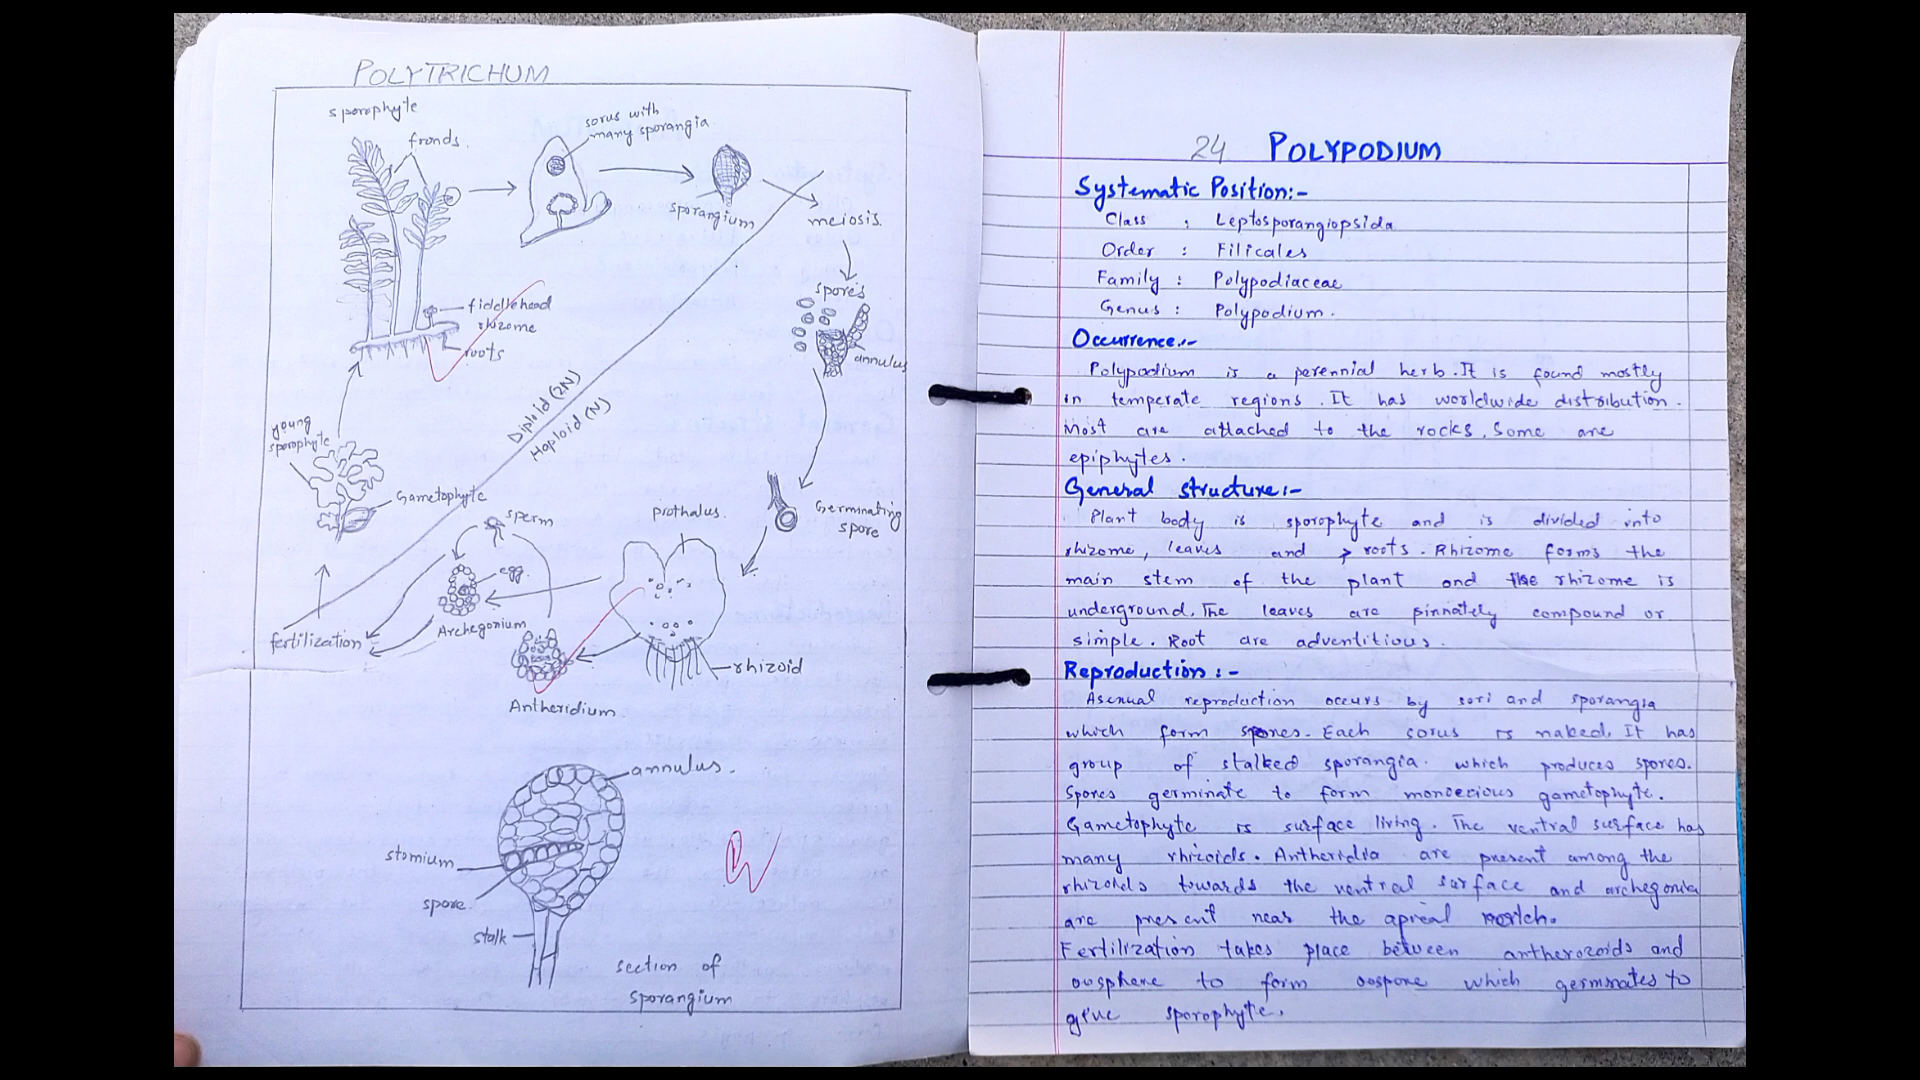 POLYTRICHUM
sporophyte
fronds.
sorus with
many sporangia
sporangium
meiosis.
spores
annulus
fiddlehead
rhizome
roots
Diploid (2N)
Haploid (N)
young
sporophyte
Gametophyte
sperm
egg.
Archegonium
fertilization
prothalus.
Germinating
spore
rhizoid
Antheridium.
annulus.
stomium
spore
stalk
section of
sporangium
24 POLYPODIUM
Systematic Position:-
Class : Leptosporangiopsida
Order : Filicales
Family : Polypodiaceae
Genus : Polypodium.
Occurrence:-
Polypodium is a perennial herb. It is found mostly
in temperate regions. It has worldwide distribution.
Most are attached to the rocks. Some are
epiphytes.
General structure:-
Plant body is sporophyte and is divided into
rhizome, leaves and roots. Rhizome forms the
main stem of the plant and the rhizome is
underground. The leaves are pinnately compound or
simple. Root are adventitious.
Reproduction:-
Asexual reproduction occurs by sori and sporangia
which form spores. Each sorus is naked. It has
group of stalked sporangia. which produces spores.
Spores germinate to form monoecious gametophyte.
Gametophyte is surface living. The ventral surface has
many rhizoids. Antheridia are present among the
rhizoids towards the ventral surface and archegonia
are present near the apical notch.
Fertilization takes place between antherozoids and
oosphere to form oospore which germinates to
give sporophyte.